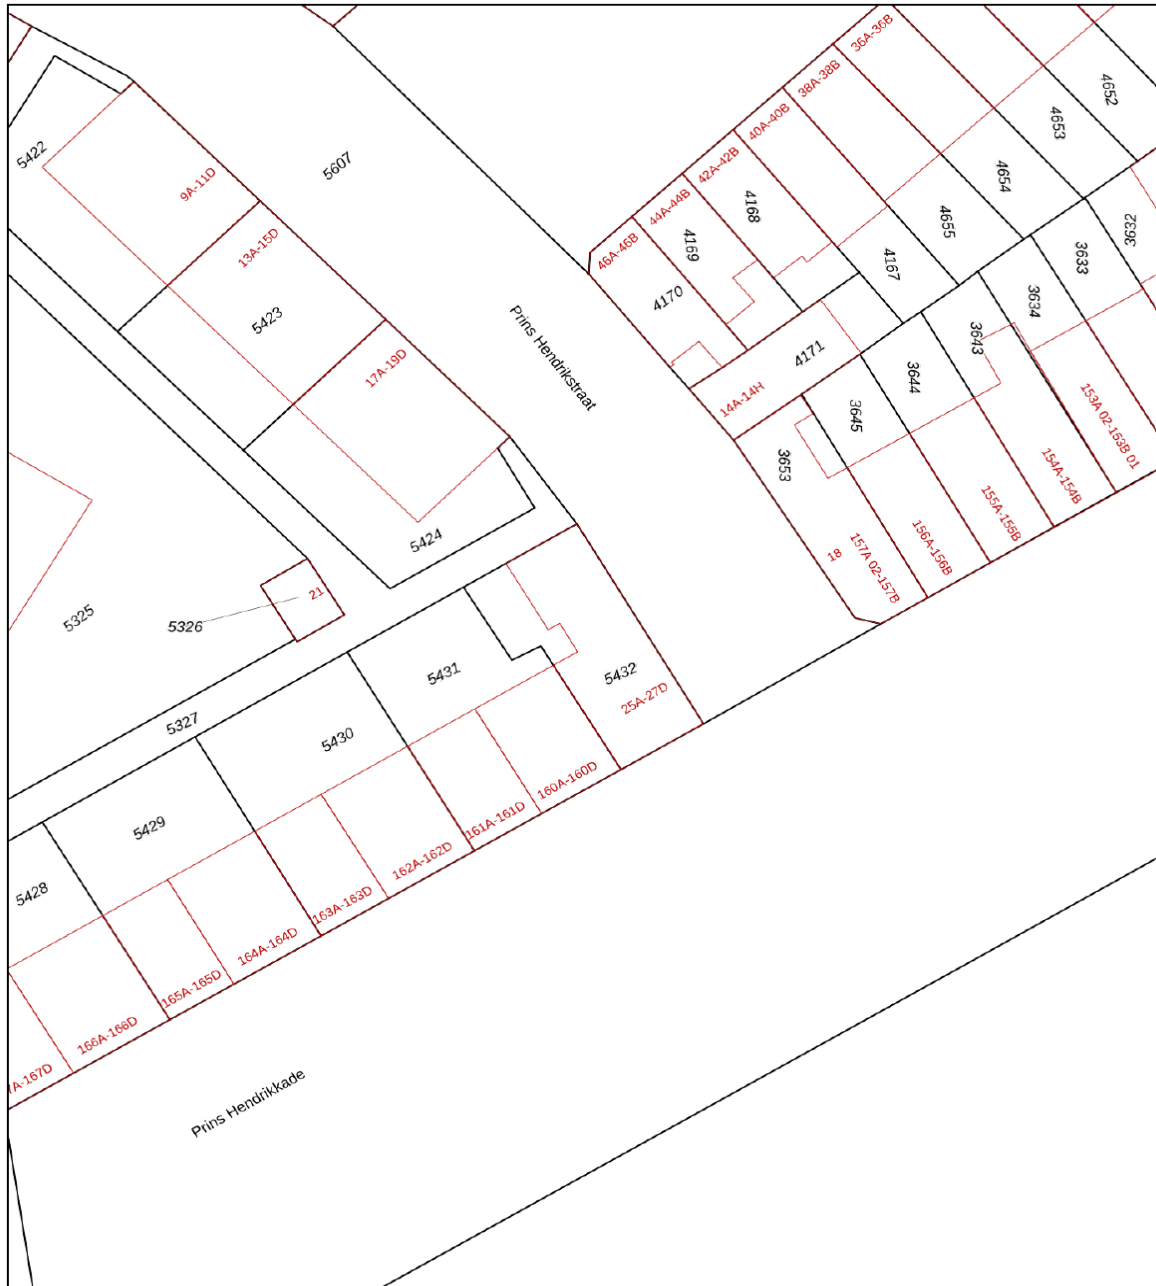 36A-36B
38A-38B
40A-40B
42A-42B
44A-44B
46A-46B
4652
4653
4654
4655
4167
4168
4169
4170
4171
14A-14H
3632
3633
3634
3643
3644
3645
3653
153A 02-153B 01
154A-154B
155A-155B
156A-156B
157A 02-157B
18
5422
9A-11D
5607
13A-15D
5423
17A-19D
Prins Hendrikstraat
5424
21
5325
5326
5327
5432
25A-27D
5431
5430
5429
5428
160A-160D
161A-161D
162A-162D
163A-163D
164A-164D
165A-165D
166A-166D
7A-167D
Prins Hendrikkade